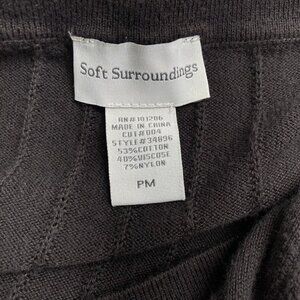 Soft Surroundings
RN#101206
MADE IN CHINA
CUT#004
STYLE#34896
53%COTTON
40%VISCOSE
7%NYLON
PM